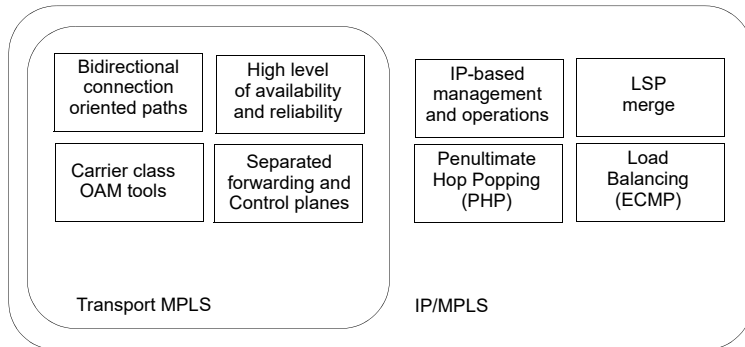 Bidirectional
connection
oriented paths
High level
of availability
and reliability
IP-based
management
and operations
LSP
merge
Carrier class
OAM tools
Separated
forwarding and
Control planes
Penultimate
Hop Popping
(PHP)
Load
Balancing
(ECMP)
Transport MPLS
IP/MPLS